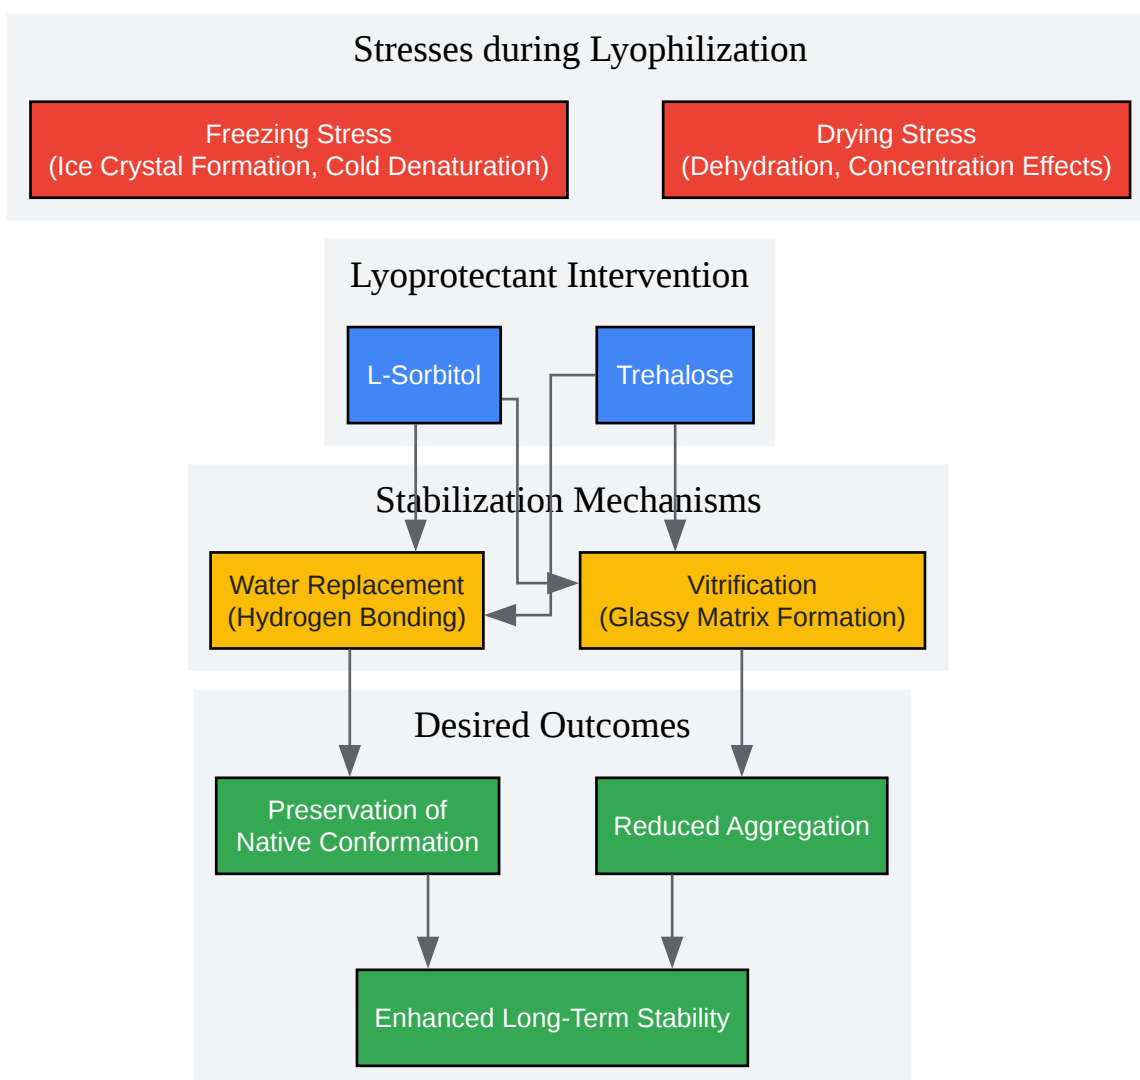 Stresses during Lyophilization
Freezing Stress
(Ice Crystal Formation, Cold Denaturation)
Drying Stress
(Dehydration, Concentration Effects)
Lyoprotectant Intervention
L-Sorbitol
Trehalose
Stabilization Mechanisms
Water Replacement
(Hydrogen Bonding)
Vitrification
(Glassy Matrix Formation)
Desired Outcomes
Preservation of
Native Conformation
Reduced Aggregation
Enhanced Long-Term Stability